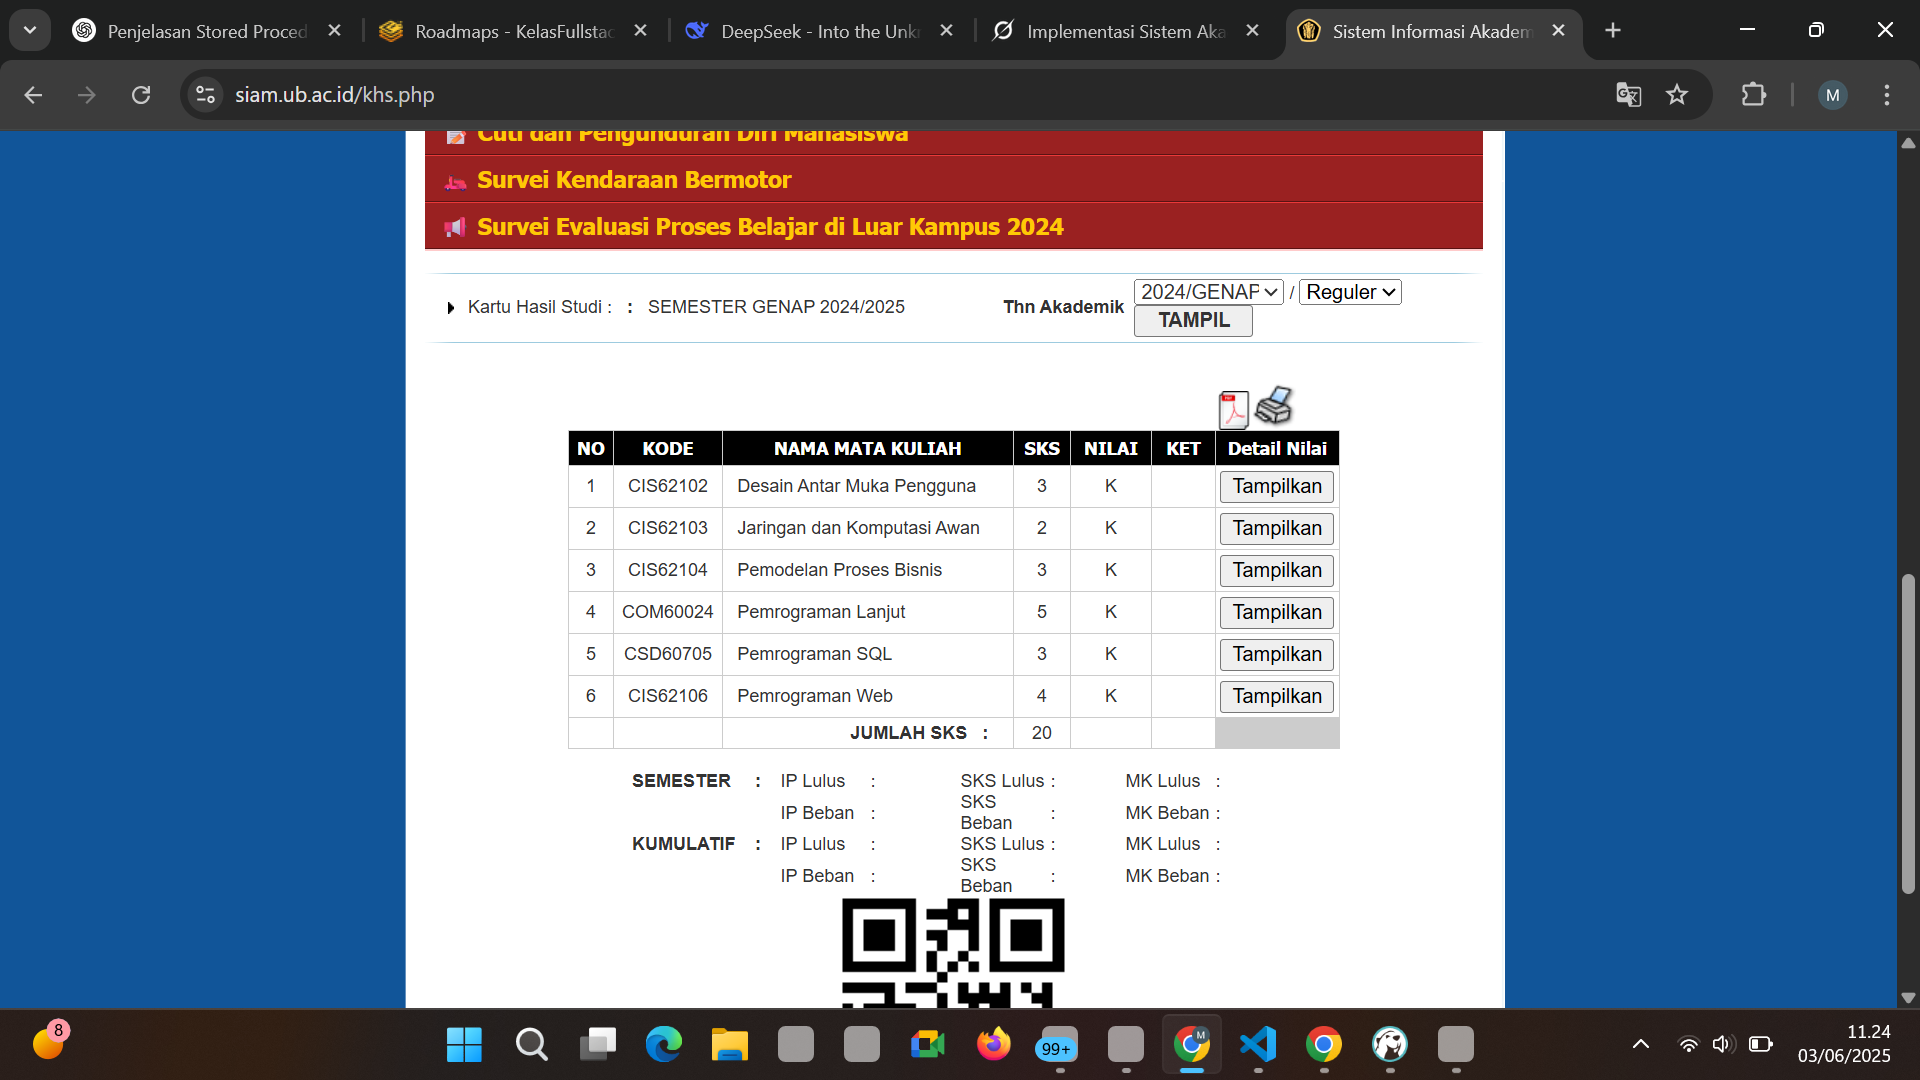 Penjelasan Stored Proced
Roadmaps - KelasFullstac
DeepSeek - Into the Unkn
Implementasi Sistem Aka
Sistem Informasi Akadem
siam.ub.ac.id/khs.php
M
Cuti dan Pengunduran Diri Mahasiswa
Survei Kendaraan Bermotor
Survei Evaluasi Proses Belajar di Luar Kampus 2024
Kartu Hasil Studi : : SEMESTER GENAP 2024/2025 Thn Akademik 2024/GENAP / Reguler
TAMPIL
NO KODE NAMA MATA KULIAH SKS NILAI KET Detail Nilai
1 CIS62102 Desain Antar Muka Pengguna 3 K Tampilkan
2 CIS62103 Jaringan dan Komputasi Awan 2 K Tampilkan
3 CIS62104 Pemodelan Proses Bisnis 3 K Tampilkan
4 COM60024 Pemrograman Lanjut 5 K Tampilkan
5 CSD60705 Pemrograman SQL 3 K Tampilkan
6 CIS62106 Pemrograman Web 4 K Tampilkan
JUMLAH SKS : 20
SEMESTER : IP Lulus : SKS Lulus : MK Lulus :
IP Beban : SKS Beban : MK Beban :
KUMULATIF : IP Lulus : SKS Lulus : MK Lulus :
IP Beban : SKS Beban : MK Beban :
8
99+
M
11.24
03/06/2025